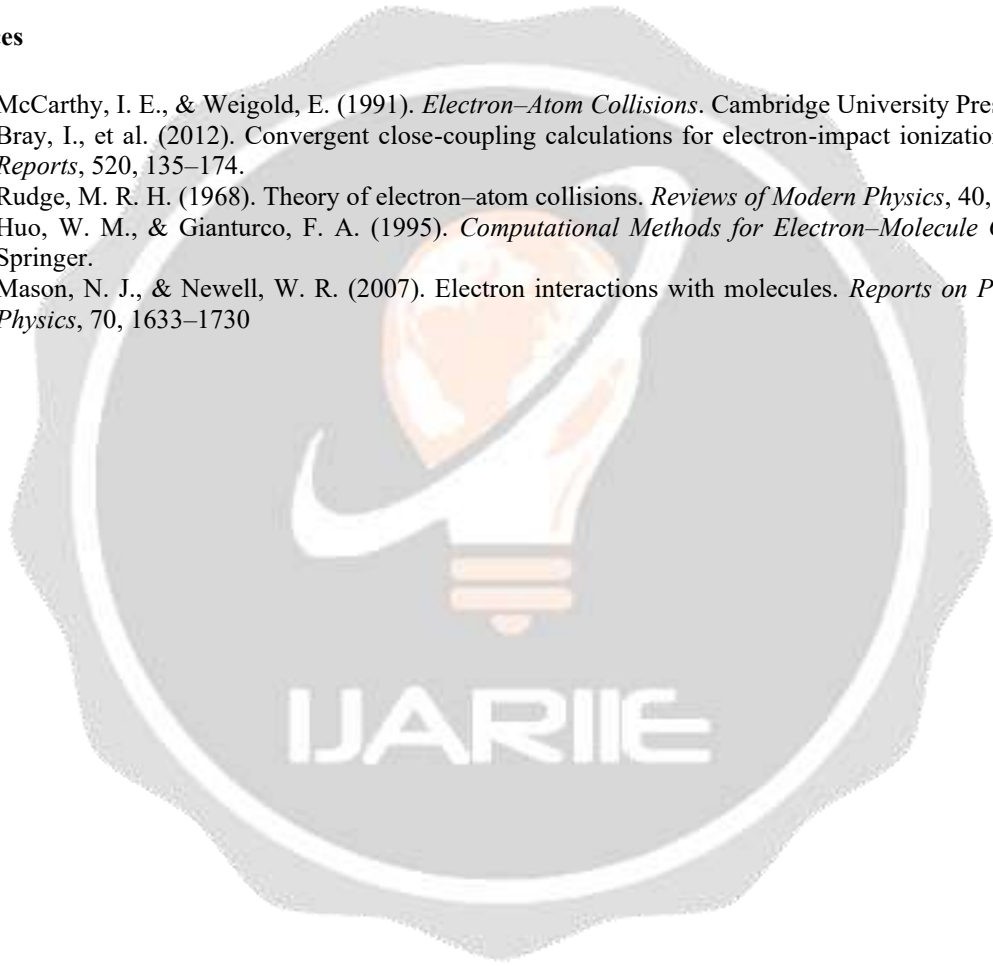 ces
McCarthy, I. E., & Weigold, E. (1991). Electron–Atom Collisions. Cambridge University Pres
Bray, I., et al. (2012). Convergent close-coupling calculations for electron-impact ionization
Reports, 520, 135–174.
Rudge, M. R. H. (1968). Theory of electron–atom collisions. Reviews of Modern Physics, 40,
Huo, W. M., & Gianturco, F. A. (1995). Computational Methods for Electron–Molecule
Springer.
Mason, N. J., & Newell, W. R. (2007). Electron interactions with molecules. Reports on P
Physics, 70, 1633–1730
IJARIIE